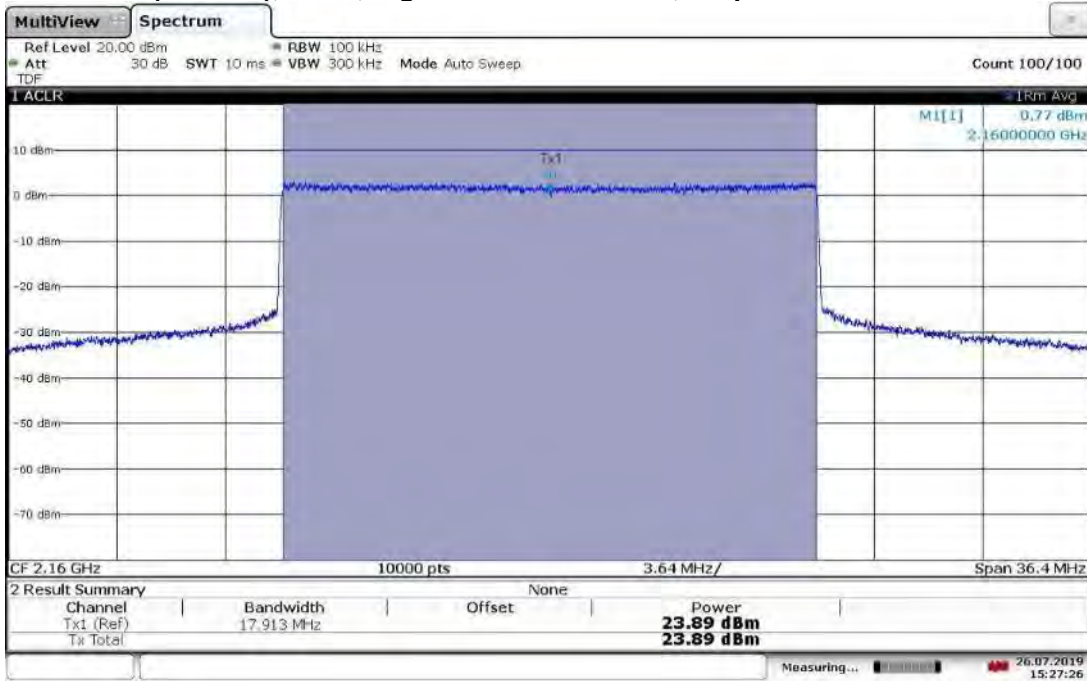 MultiView Spectrum
Ref Level 20.00 dBm RBW 100 kHz
Att 30 dB SWT 10 ms VBW 300 kHz Mode Auto Sweep Count 100/100
TDF
1 ACLR 1Rm Avg
M1[1] 0.77 dBm
2.16000000 GHz
10 dBm
Tx1
0 dBm
-10 dBm
-20 dBm
-30 dBm
-40 dBm
-50 dBm
-60 dBm
-70 dBm
CF 2.16 GHz 10000 pts 3.64 MHz/ Span 36.4 MHz
2 Result Summary None
Channel Bandwidth Offset Power
Tx1 (Ref) 17.913 MHz 23.89 dBm
Tx Total 23.89 dBm
Measuring... 26.07.2019
15:27:26